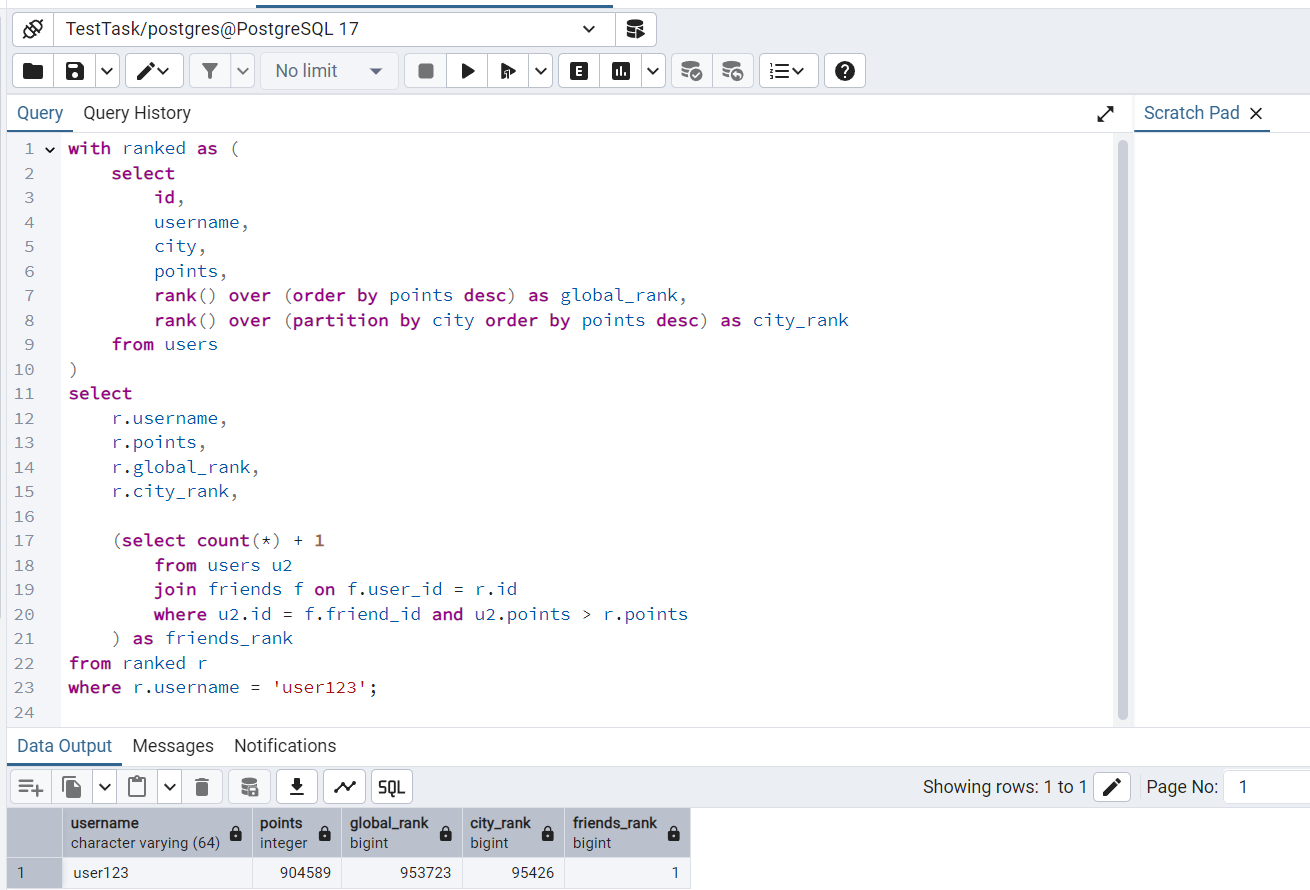 TestTask/postgres@PostgreSQL 17
No limit
E
Query Query History Scratch Pad
1 with ranked as (
2 select
3 id,
4 username,
5 city,
6 points,
7 rank() over (order by points desc) as global_rank,
8 rank() over (partition by city order by points desc) as city_rank
9 from users
10 )
11 select
12 r.username,
13 r.points,
14 r.global_rank,
15 r.city_rank,
16
17 (select count(*) + 1
18 from users u2
19 join friends f on f.user_id = r.id
20 where u2.id = f.friend_id and u2.points > r.points
21 ) as friends_rank
22 from ranked r
23 where r.username = 'user123';
24
Data Output Messages Notifications
SQL Showing rows: 1 to 1 Page No: 1
username points global_rank city_rank friends_rank
character varying (64) integer bigint bigint bigint
1 user123 904589 953723 95426 1